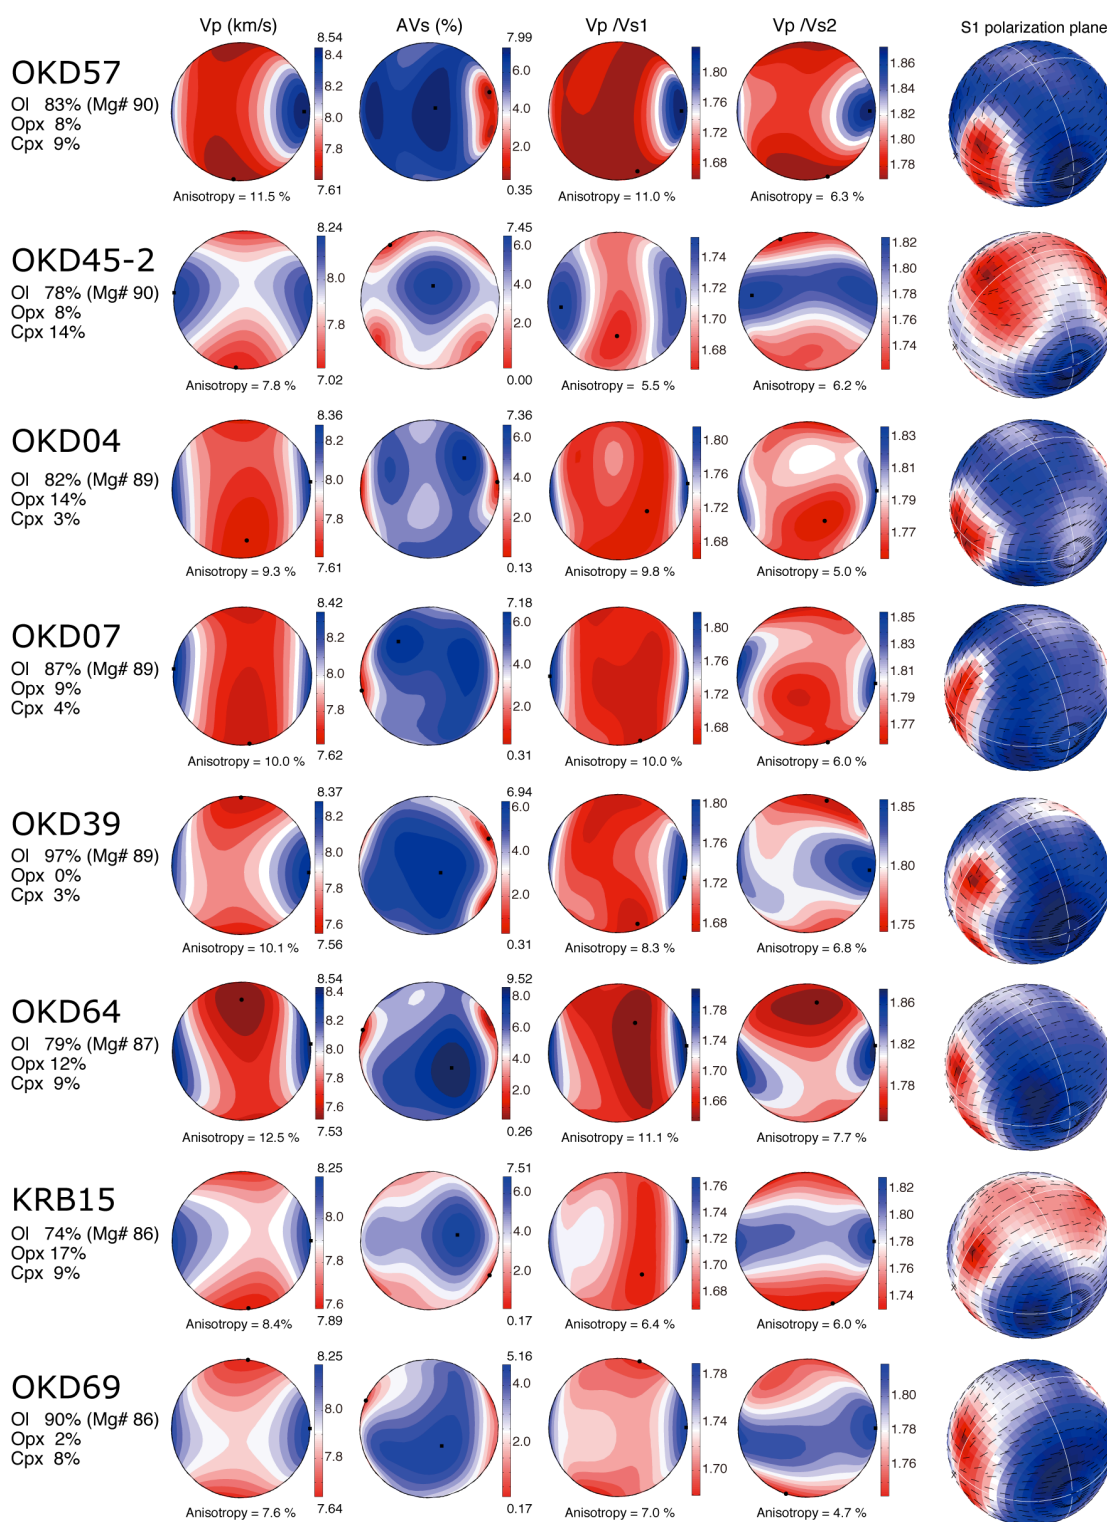 Vp (km/s) AVs (%) Vp /Vs1 Vp /Vs2 S1 polarization plane
OKD57
Ol 83% (Mg# 90)
Opx 8%
Cpx 9%
8.54
8.4
8.2
8.0
7.8
7.61
Anisotropy = 11.5 %
7.99
6.0
4.0
2.0
0.35
1.80
1.76
1.72
1.68
Anisotropy = 11.0 %
1.86
1.84
1.82
1.80
1.78
Anisotropy = 6.3 %
OKD45-2
Ol 78% (Mg# 90)
Opx 8%
Cpx 14%
8.24
8.0
7.8
7.02
Anisotropy = 7.8 %
7.45
6.0
4.0
2.0
0.00
1.74
1.72
1.70
1.68
Anisotropy = 5.5 %
1.82
1.80
1.78
1.76
1.74
Anisotropy = 6.2 %
OKD04
Ol 82% (Mg# 89)
Opx 14%
Cpx 3%
8.36
8.2
8.0
7.8
7.61
Anisotropy = 9.3 %
7.36
6.0
4.0
2.0
0.13
1.80
1.76
1.72
1.68
Anisotropy = 9.8 %
1.83
1.81
1.79
1.77
Anisotropy = 5.0 %
OKD07
Ol 87% (Mg# 89)
Opx 9%
Cpx 4%
8.42
8.2
8.0
7.8
7.62
Anisotropy = 10.0 %
7.18
6.0
4.0
2.0
0.31
1.80
1.76
1.72
1.68
Anisotropy = 10.0 %
1.85
1.83
1.81
1.79
1.77
Anisotropy = 6.0 %
OKD39
Ol 97% (Mg# 89)
Opx 0%
Cpx 3%
8.37
8.2
8.0
7.8
7.6
7.56
Anisotropy = 10.1 %
6.94
6.0
4.0
2.0
0.31
1.80
1.76
1.72
1.68
Anisotropy = 8.3 %
1.85
1.80
1.75
Anisotropy = 6.8 %
OKD64
Ol 79% (Mg# 87)
Opx 12%
Cpx 9%
8.54
8.4
8.2
8.0
7.8
7.6
7.53
Anisotropy = 12.5 %
9.52
8.0
6.0
4.0
2.0
0.26
1.78
1.74
1.70
1.66
Anisotropy = 11.1 %
1.86
1.82
1.78
Anisotropy = 7.7 %
KRB15
Ol 74% (Mg# 86)
Opx 17%
Cpx 9%
8.25
8.0
7.6
7.89
Anisotropy = 8.4%
7.51
6.0
4.0
2.0
0.17
1.76
1.74
1.72
1.70
1.68
Anisotropy = 6.4 %
1.82
1.80
1.78
1.76
1.74
Anisotropy = 6.0 %
OKD69
Ol 90% (Mg# 86)
Opx 2%
Cpx 8%
8.25
8.2
8.0
7.8
7.64
Anisotropy = 7.6 %
5.16
4.0
2.0
0.17
1.78
1.74
1.70
Anisotropy = 7.0 %
1.80
1.78
1.76
Anisotropy = 4.7 %